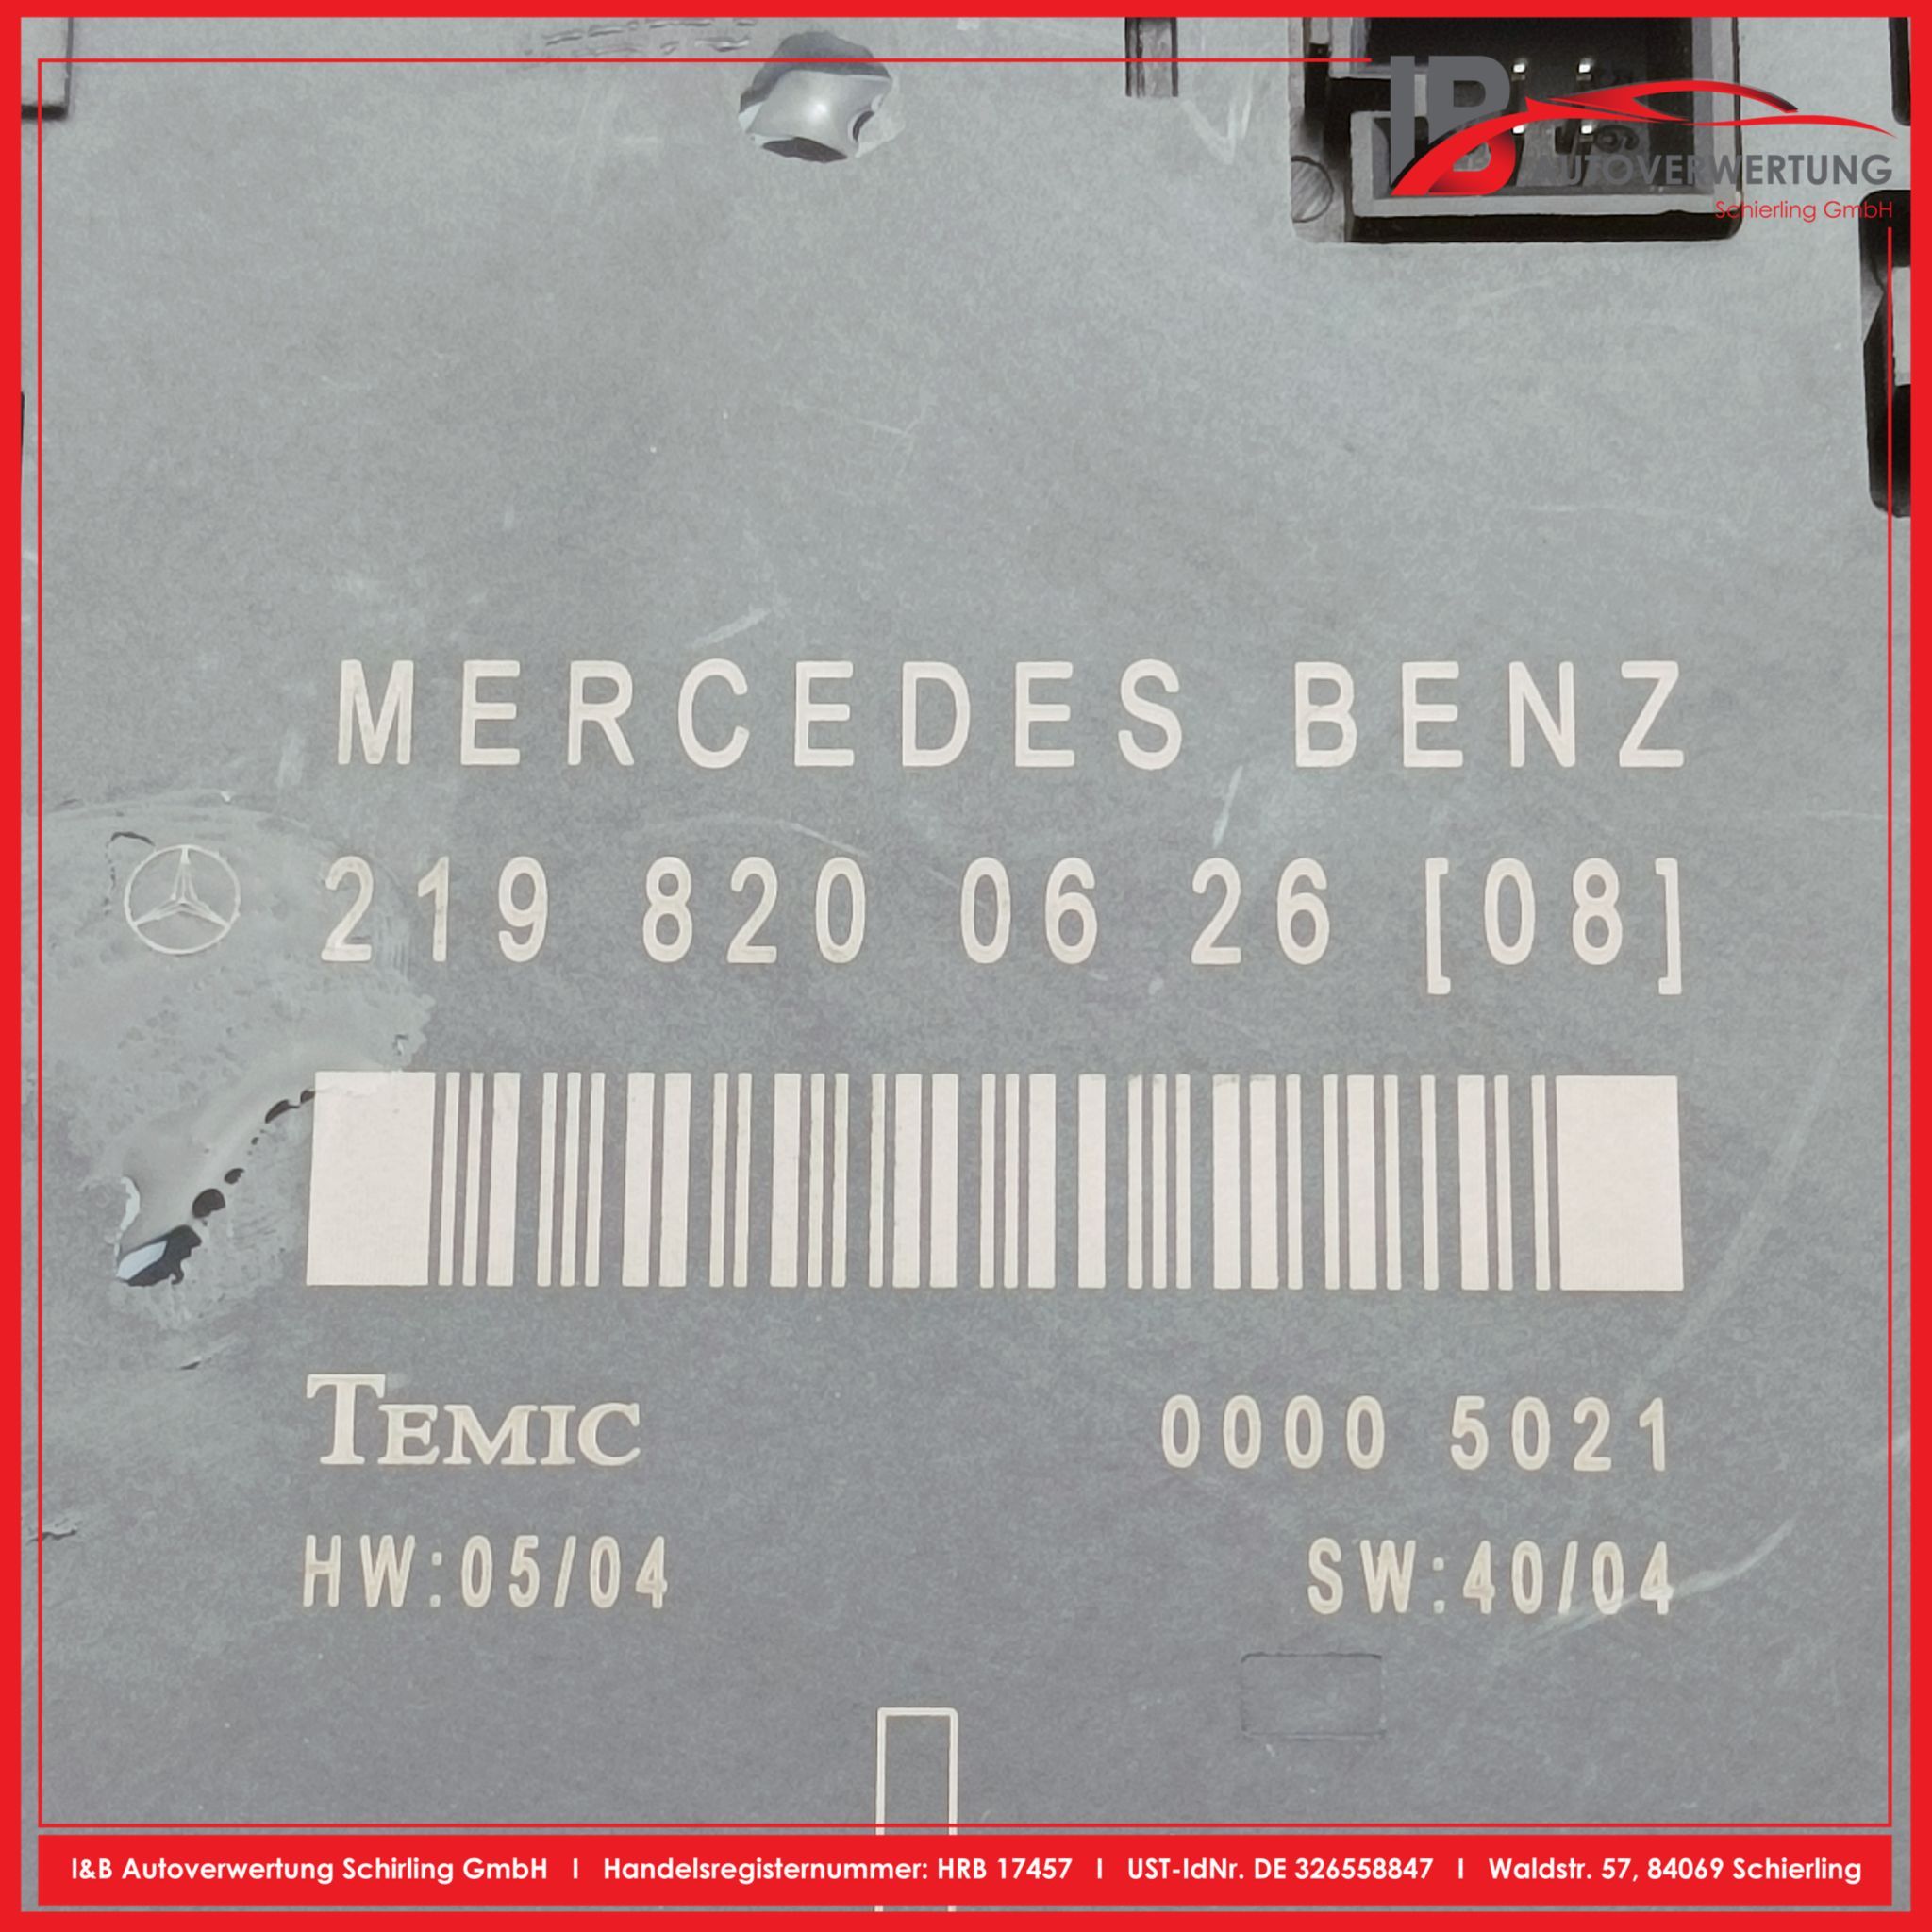 IB
AUTOVERWERTUNG
Schierling GmbH
MERCEDES BENZ
219 820 06 26 [08]
TEMIC
0000 5021
HW:05/04
SW:40/04
I&B Autoverwertung Schirling GmbH I Handelsregisternummer: HRB 17457 I UST-IdNr. DE 326558847 I Waldstr. 57, 84069 Schierling